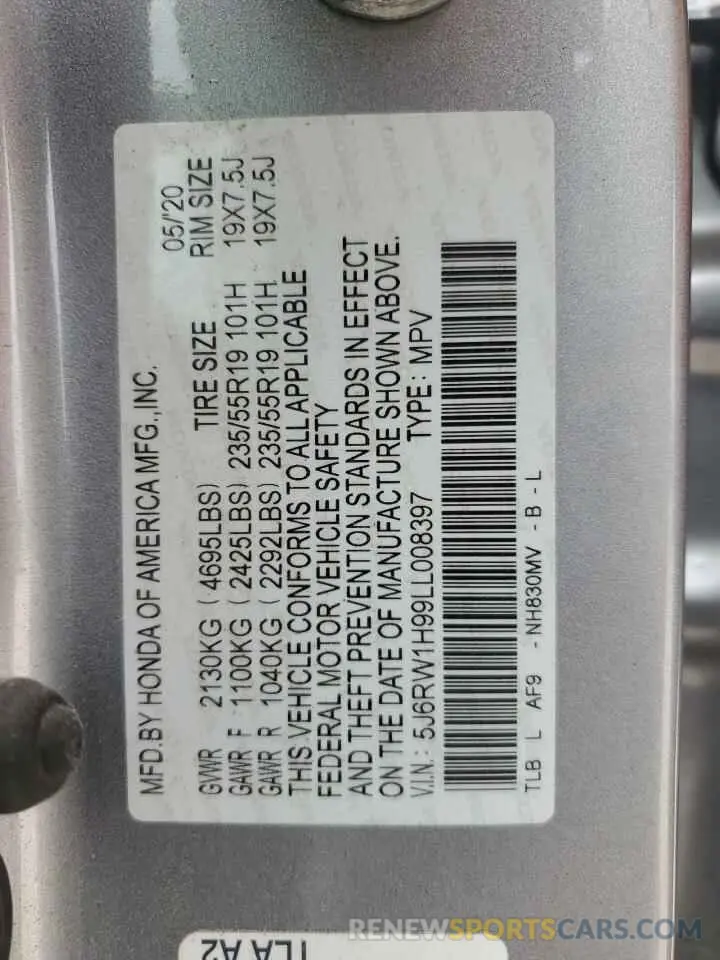 MFD.BY HONDA OF AMERICA MFG.,INC. 05/'20
GVWR 2130KG ( 4695LBS) TIRE SIZE RIM SIZE
GAWR F 1100KG ( 2425LBS) 235/55R19 101H 19X7.5J
GAWR R 1040KG ( 2292LBS) 235/55R19 101H 19X7.5J
THIS VEHICLE CONFORMS TO ALL APPLICABLE
FEDERAL MOTOR VEHICLE SAFETY
AND THEFT PREVENTION STANDARDS IN EFFECT
ON THE DATE OF MANUFACTURE SHOWN ABOVE.
V.I.N.: 5J6RW1H99LL008397 TYPE: MPV
TLB L AF9 - NH830MV - B - L
TLA A2
RENEWSPORTSCARS.COM